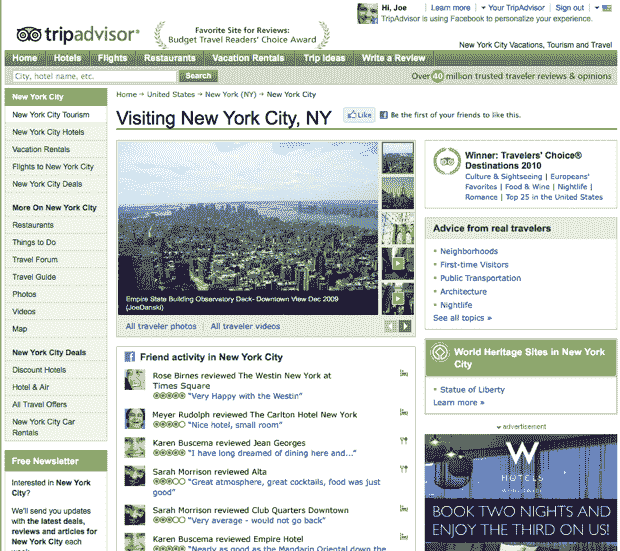 Hi, Joe | Learn more | Your TripAdvisor | Sign out
TripAdvisor is using Facebook to personalize your experience.
tripadvisor®
Favorite Site for Reviews:
Budget Travel Readers' Choice Award
New York City Vacations, Tourism and Travel
Home Hotels Flights Restaurants Vacation Rentals Trip Ideas Write a Review
City, hotel name, etc. Search
Over 40 million trusted traveler reviews & opinions
New York City
New York City Tourism
New York City Hotels
Vacation Rentals
Flights to New York City
New York City Deals
More On New York City
Restaurants
Things to Do
Travel Forum
Travel Guide
Photos
Videos
Map
New York City Deals
Discount Hotels
Hotel & Air
All Travel Offers
New York City Car
Rentals
Free Newsletter
Interested in New York
City?
We'll send you updates
with the latest deals,
reviews and articles for
New York City each
Home → United States → New York (NY) → New York City
Visiting New York City, NY
Like
Be the first of your friends to like this.
Empire State Building Observatory Deck- Downtown View Dec 2009
(JoeDanski)
All traveler photos | All traveler videos
Friend activity in New York City
Rose Birnes reviewed The Westin New York at
Times Square
"Very Happy with the Westin"
Meyer Rudolph reviewed The Carlton Hotel New York
"Nice hotel, small room"
Karen Buscema reviewed Jean Georges
"I have long dreamed of dining here and..."
Sarah Morrison reviewed Alta
"Great atmosphere, great cocktails, food was just
good"
Sarah Morrison reviewed Club Quarters Downtown
"Very average - would not go back"
Karen Buscema reviewed Empire Hotel
"Nearly as good as the Mandarin Oriental down the
Winner: Travelers' Choice®
Destinations 2010
Culture & Sightseeing | Europeans'
Favorites | Food & Wine | Nightlife |
Romance | Top 25 in the United States
Advice from real travelers
Neighborhoods
First-time Visitors
Public Transportation
Architecture
Nightlife
See all topics »
World Heritage Sites in New York
City
Statue of Liberty
Learn more »
advertisement
W
HOTELS
BOOK TWO NIGHTS AND
ENJOY THE THIRD ON US!